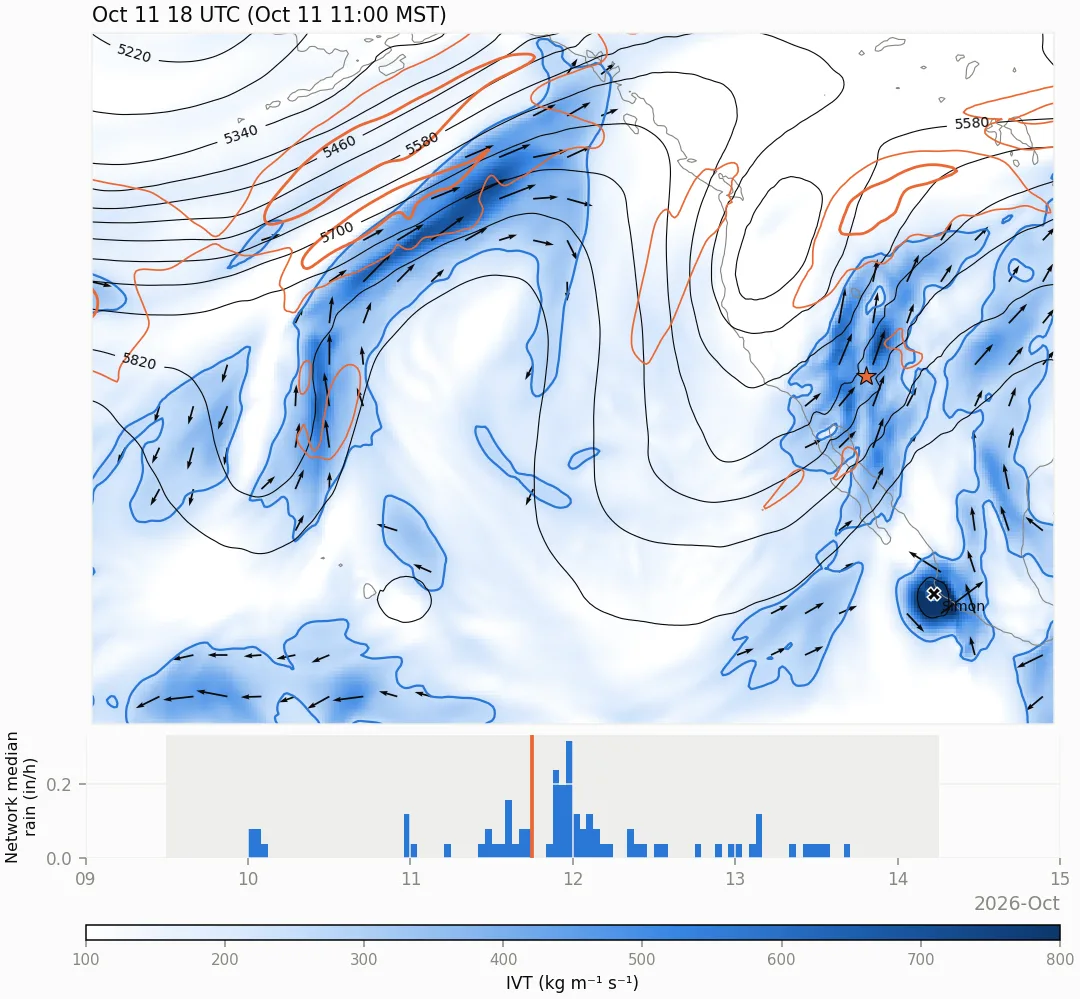 Oct 11 18 UTC (Oct 11 11:00 MST)
5220
5340
5460
5580
5580
5700
5820
Network median
rain (in/h)
0.2
0.0
09 10 11 12 13 14 15
2026-Oct
100 200 300 400 500 600 700 800
IVT (kg m⁻¹ s⁻¹)